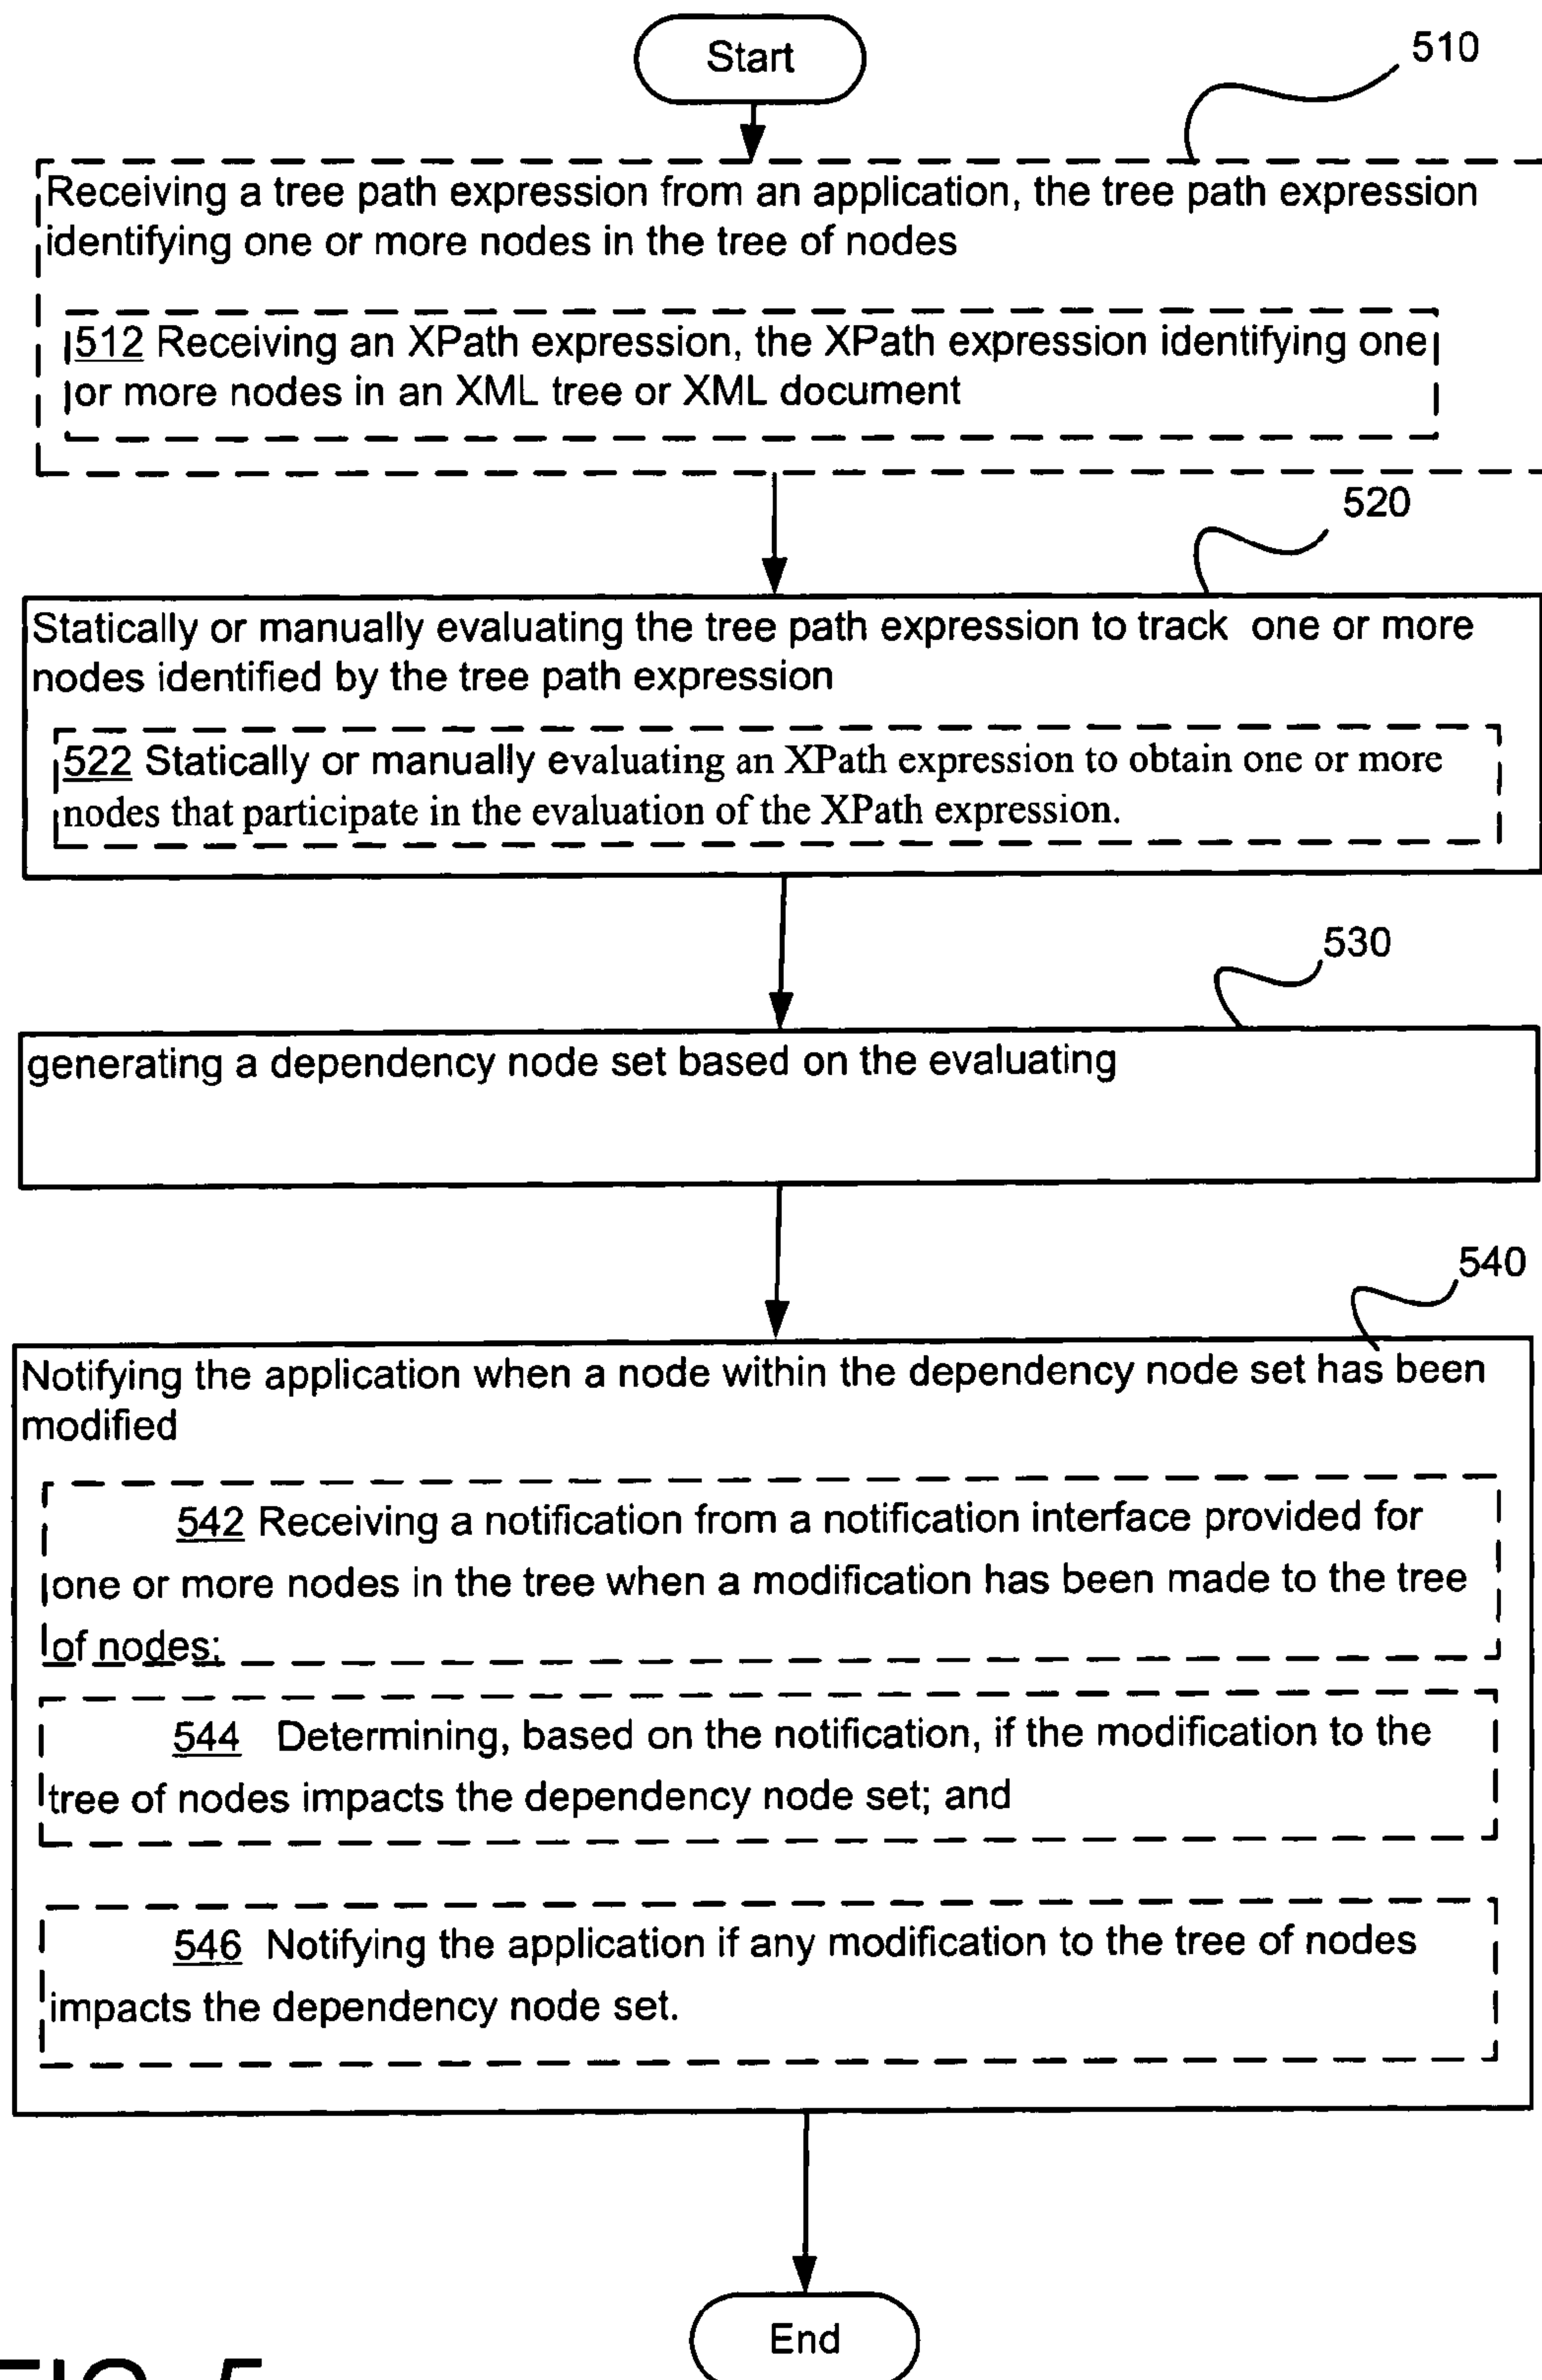 Start
510
Receiving a tree path expression from an application, the tree path expression
identifying one or more nodes in the tree of nodes
512 Receiving an XPath expression, the XPath expression identifying one
or more nodes in an XML tree or XML document
520
Statically or manually evaluating the tree path expression to track one or more
nodes identified by the tree path expression
522 Statically or manually evaluating an XPath expression to obtain one or more
nodes that participate in the evaluation of the XPath expression.
530
generating a dependency node set based on the evaluating
540
Notifying the application when a node within the dependency node set has been
modified
542 Receiving a notification from a notification interface provided for
one or more nodes in the tree when a modification has been made to the tree
of nodes;
544 Determining, based on the notification, if the modification to the
tree of nodes impacts the dependency node set; and
546 Notifying the application if any modification to the tree of nodes
impacts the dependency node set.
End
FIG. 5